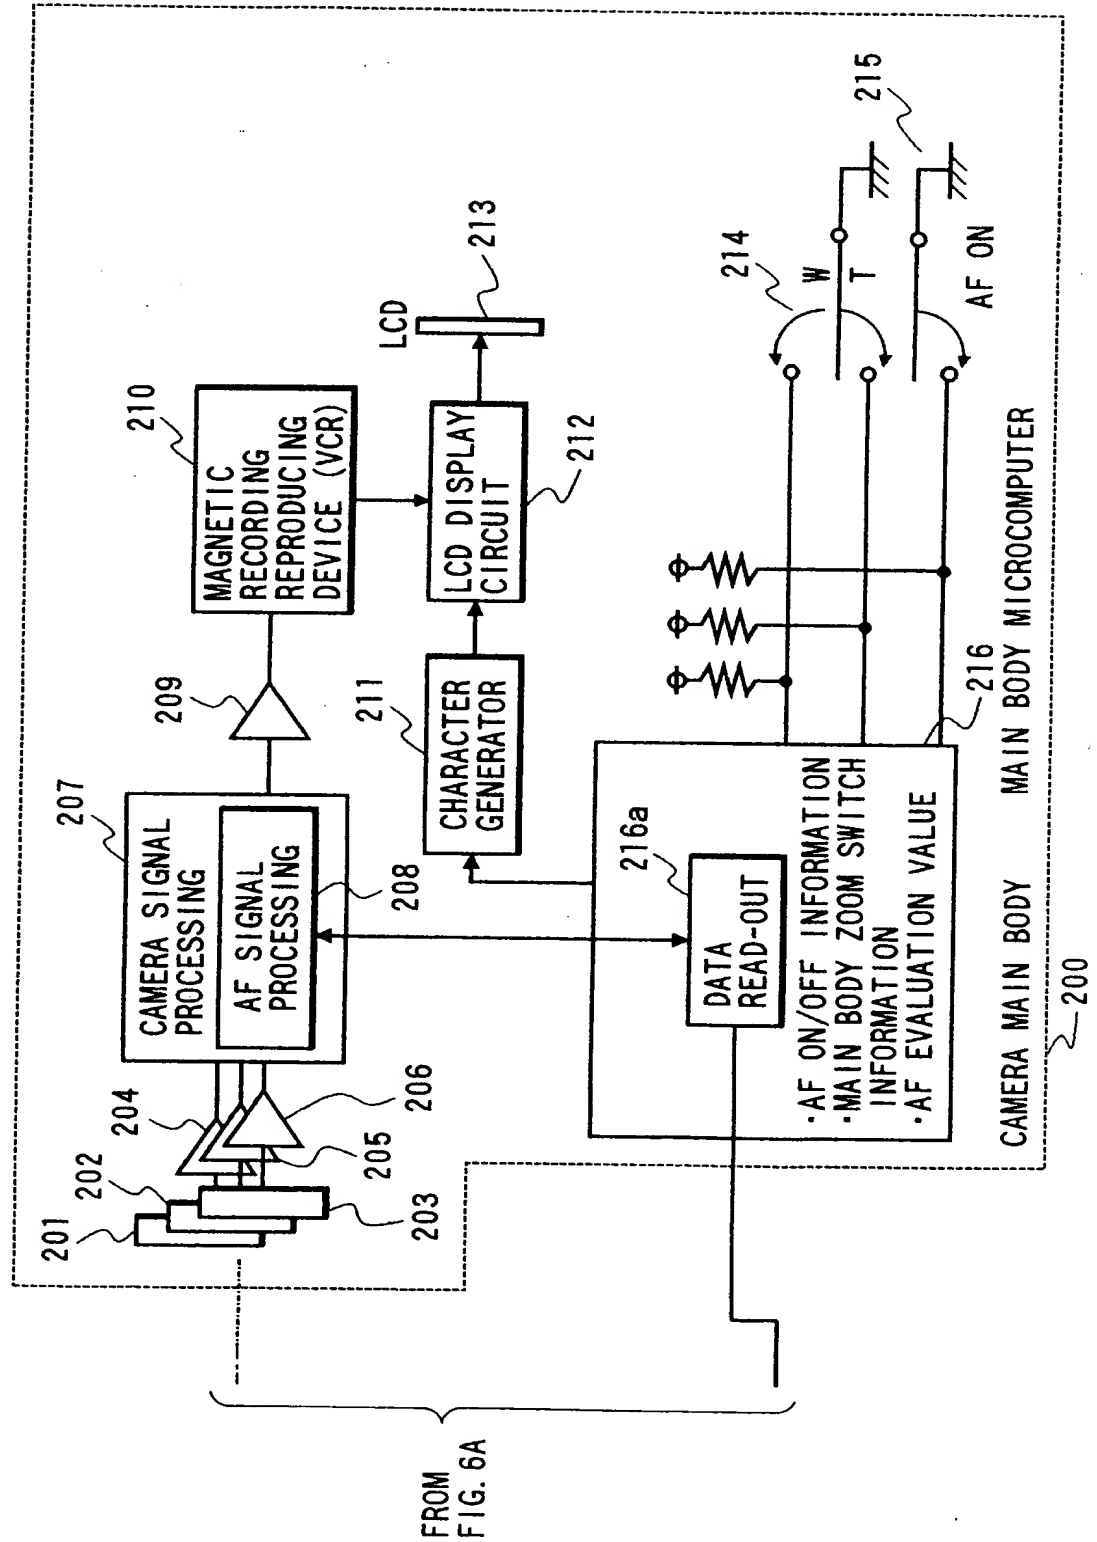 FROM
FIG. 6A
201
202
203
204
205
206
207
CAMERA SIGNAL
PROCESSING
AF SIGNAL
PROCESSING
208
209
210
MAGNETIC
RECORDING
REPRODUCING
DEVICE (VCR)
211
CHARACTER
GENERATOR
LCD DISPLAY
CIRCUIT
212
LCD
213
216a
DATA
READ-OUT
·AF ON/OFF INFORMATION
·MAIN BODY ZOOM SWITCH
INFORMATION
·AF EVALUATION VALUE
216
214
W
T
215
AF ON
CAMERA MAIN BODY
MAIN BODY MICROCOMPUTER
200